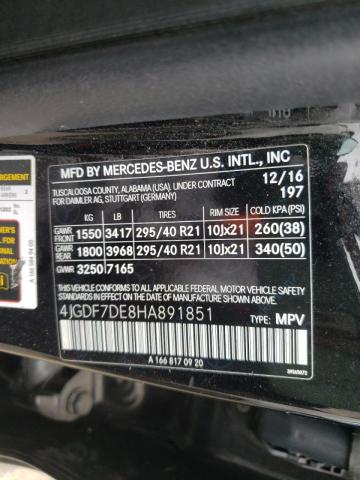 MFD BY MERCEDES-BENZ U.S. INTL., INC
TUSCALOOSA COUNTY, ALABAMA (USA) UNDER CONTRACT
FOR DAIMLER AG, STUTTGART (GERMANY)
12/16
197
KG LB TIRES RIM SIZE COLD KPA(PSI)
GAWR FRONT 1550 3417 295/40 R21 10Jx21 260(38)
GAWR REAR 1800 3968 295/40 R21 10Jx21 340(50)
GVWR 3250 7165
THIS VEHICLE CONFORMS TO ALL APPLICABLE
FEDERAL MOTOR VEHICLE SAFETY STANDARDS IN
EFFECT ON THE DATE OF MANUFACTURE SHOWN ABOVE.
4JGDF7DE8HA891851
TYPE: MPV
A 166 817 09 20
A 166 584 94 00